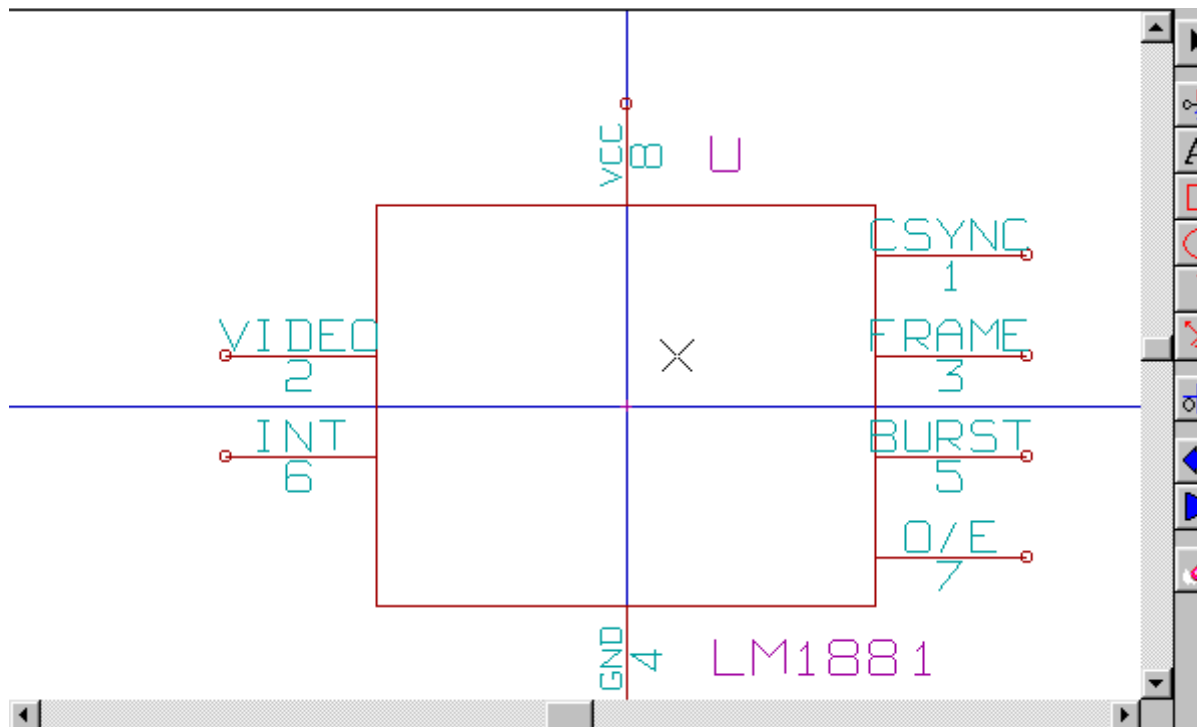 VCC
8
U
CSYNC
1
VIDEO
2
FRAME
3
INT
6
BURST
5
O/E
7
GND
4
LM1881
A